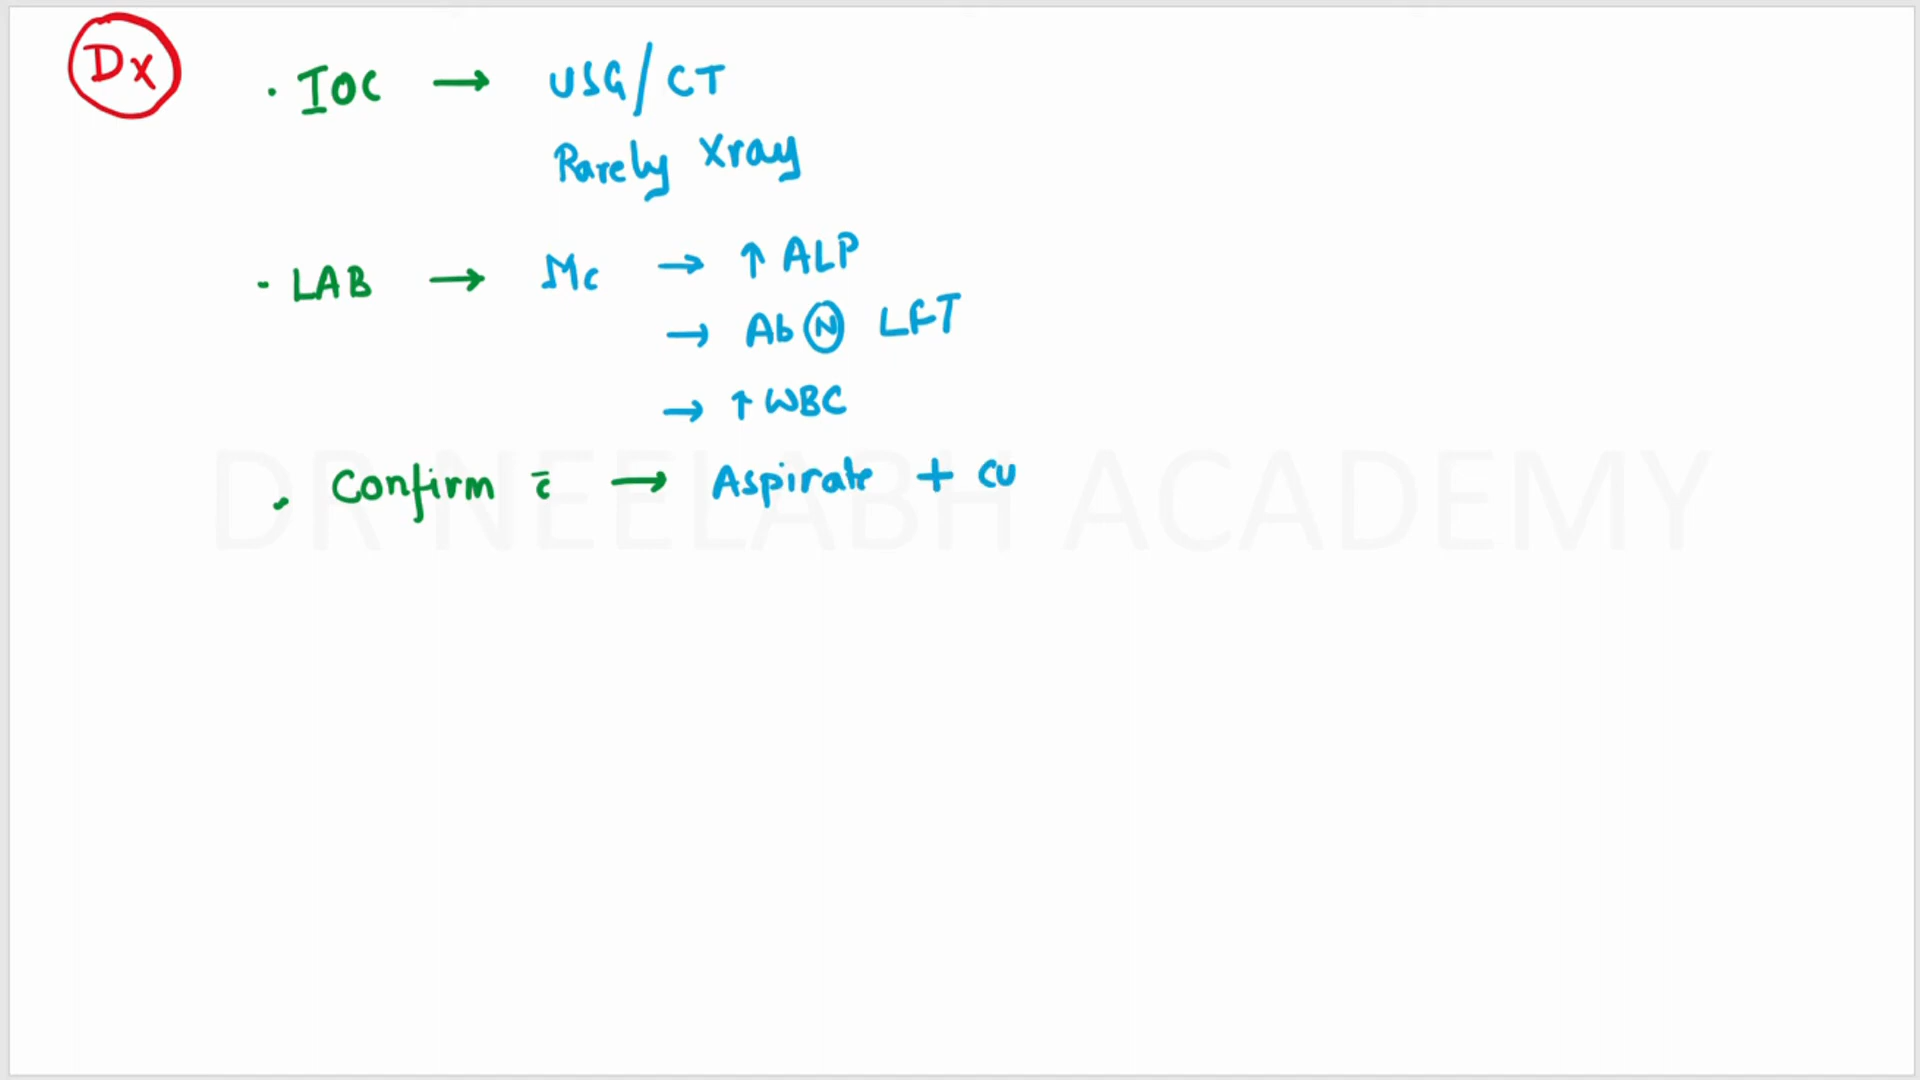 Dx
· IOC → USG/CT
Rarely Xray
· LAB → Mc → ↑ ALP
→ Ab Ⓝ LFT
→ ↑ WBC
· Confirm c̄ → Aspirate + cu
DR NEELABH ACADEMY